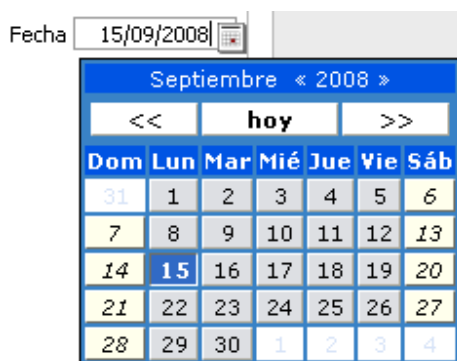 Fecha 15/09/2008
Septiembre « 2008 »
<< hoy >>
Dom Lun Mar Mié Jue Vie Sáb
31 1 2 3 4 5 6
7 8 9 10 11 12 13
14 15 16 17 18 19 20
21 22 23 24 25 26 27
28 29 30 1 2 3 4